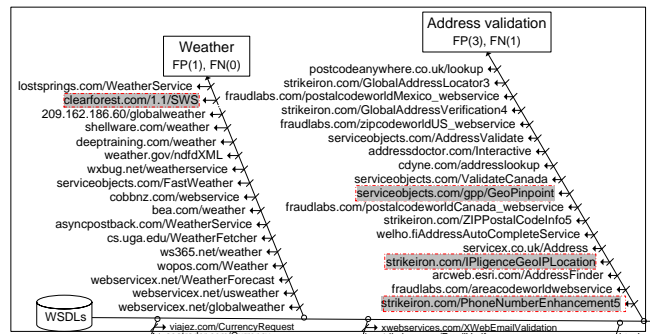 Weather
FP(1), FN(0)
lostsprings.com/WeatherService
clearforest.com/1.1/SWS
209.162.186.60/globalweather
shellware.com/weather
deeptraining.com/weather
weather.gov/ndfdXML
wxbug.net/weatherservice
serviceobjects.com/FastWeather
cobbnz.com/webservice
bea.com/weather
asyncpostback.com/WeatherService
cs.uga.edu/WeatherFetcher
ws365.net/weather
wopos.com/Weather
webservicex.net/WeatherForecast
webservicex.net/usweather
webservicex.net/globalweather
Address validation
FP(3), FN(1)
postcodeanywhere.co.uk/lookup
strikeiron.com/GlobalAddressLocator3
fraudlabs.com/postalcodeworldMexico_webservice
strikeiron.com/GlobalAddressVerification4
fraudlabs.com/zipcodeworldUS_webservice
serviceobjects.com/AddressValidate
addressdoctor.com/Interactive
cdyne.com/addresslookup
serviceobjects.com/ValidateCanada
serviceobjects.com/gpp/GeoPinpoint
fraudlabs.com/postalcodeworldCanada_webservice
strikeiron.com/ZIPPostalCodeInfo5
welho.fiAddressAutoCompleteService
servicex.co.uk/Address
strikeiron.com/IPligenceGeoIPLocation
arcweb.esri.com/AddressFinder
fraudlabs.com/areacodeworldwebservice
strikeiron.com/PhoneNumberEnhancement5
WSDLs
viajez.com/CurrencyRequest
xwebservices.com/XWebEmailValidation